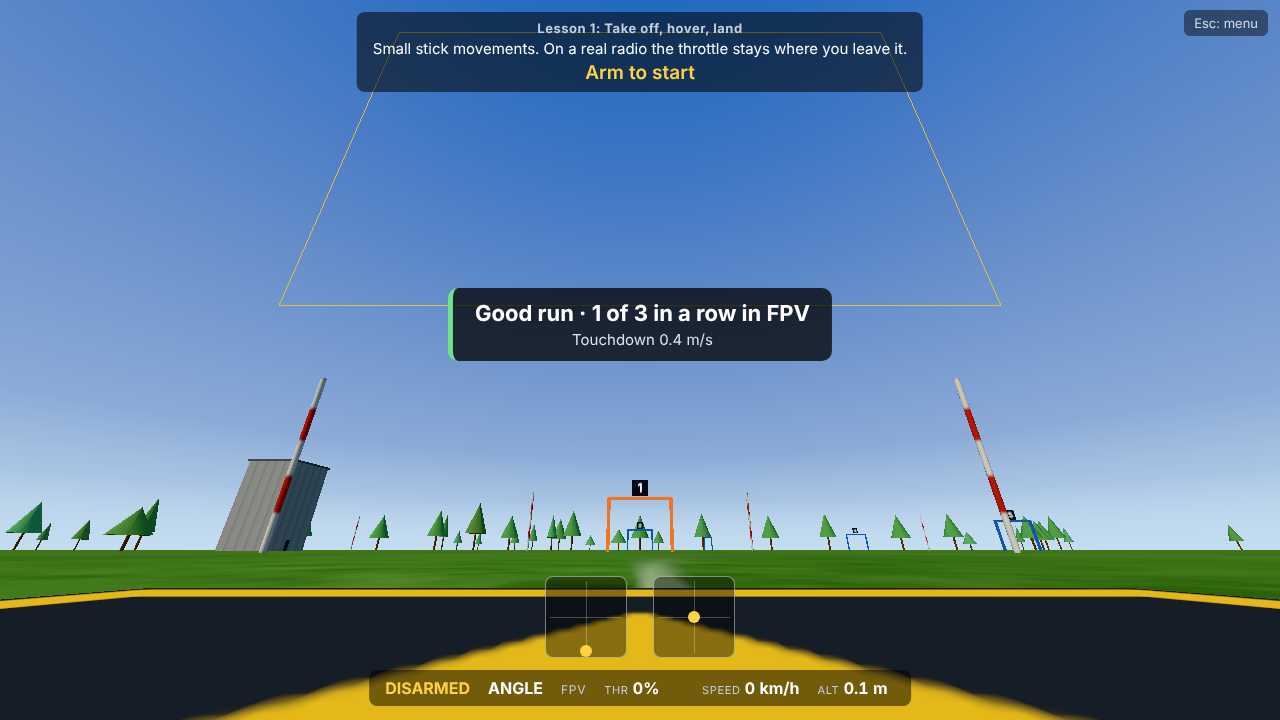 Lesson 1: Take off, hover, land
Small stick movements. On a real radio the throttle stays where you leave it.
Arm to start
Esc: menu
Good run · 1 of 3 in a row in FPV
Touchdown 0.4 m/s
1
DISARMED ANGLE FPV THR 0% SPEED 0 km/h ALT 0.1 m